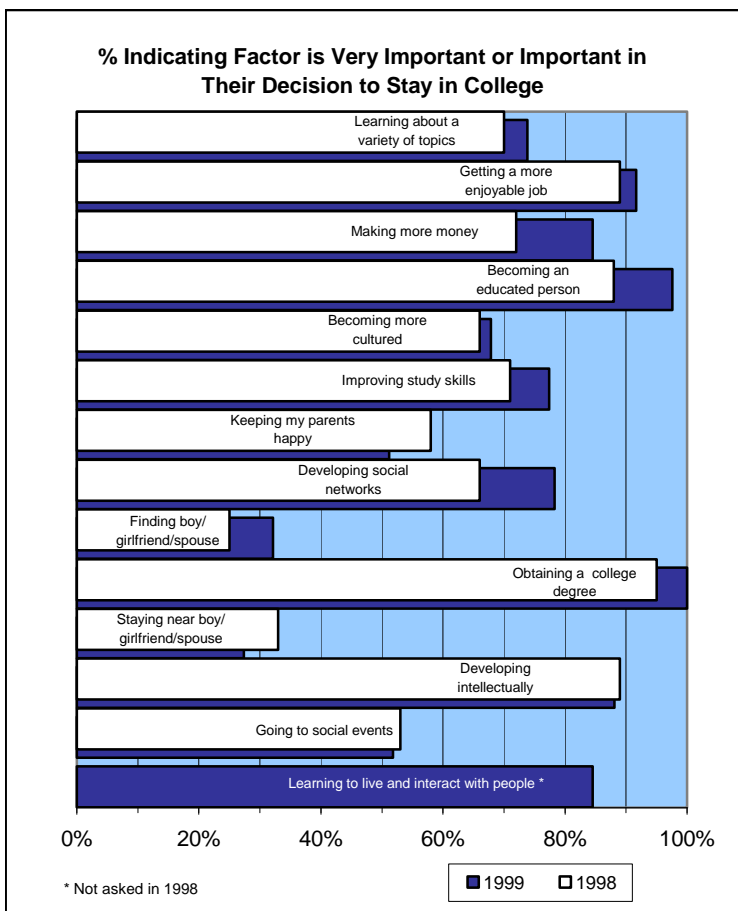 % Indicating Factor is Very Important or Important in
Their Decision to Stay in College
Learning about a
variety of topics
Getting a more
enjoyable job
Making more money
Becoming an
educated person
Becoming more
cultured
Improving study skills
Keeping my parents
happy
Developing social
networks
Finding boy/
girlfriend/spouse
Obtaining a college
degree
Staying near boy/
girlfriend/spouse
Developing
intellectually
Going to social events
Learning to live and interact with people *
0% 20% 40% 60% 80% 100%
* Not asked in 1998
1999 1998